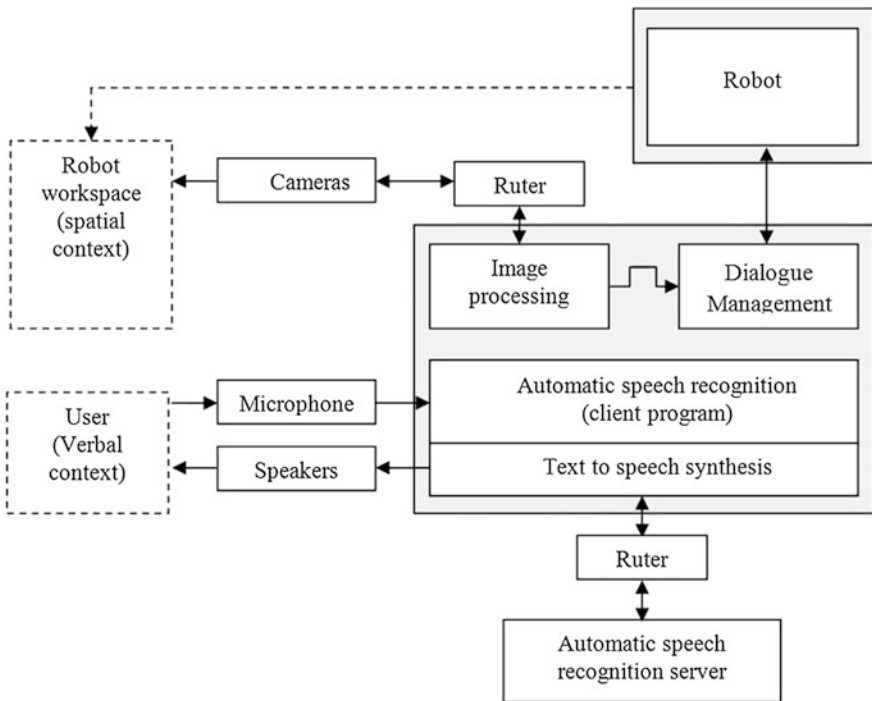 Robot
Robot
workspace
(spatial
context)
Cameras
Ruter
Image
processing
Dialogue
Management
User
(Verbal
context)
Microphone
Speakers
Automatic speech recognition
(client program)
Text to speech synthesis
Ruter
Automatic speech
recognition server